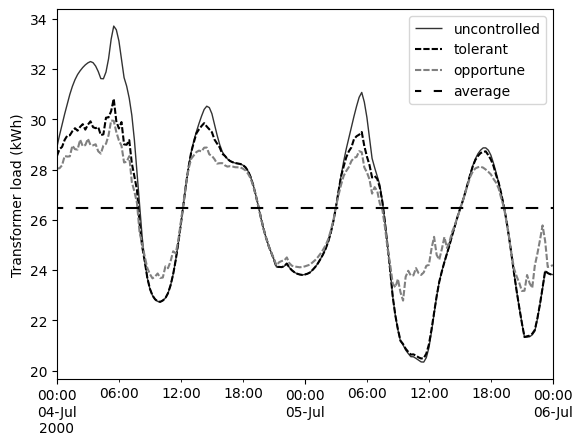 34
32
30
28
26
24
22
20
Transformer load (kWh)
uncontrolled
tolerant
opportune
average
00:00 06:00 12:00 18:00 00:00 06:00 12:00 18:00 00:00
04-Jul 05-Jul 06-Jul
2000